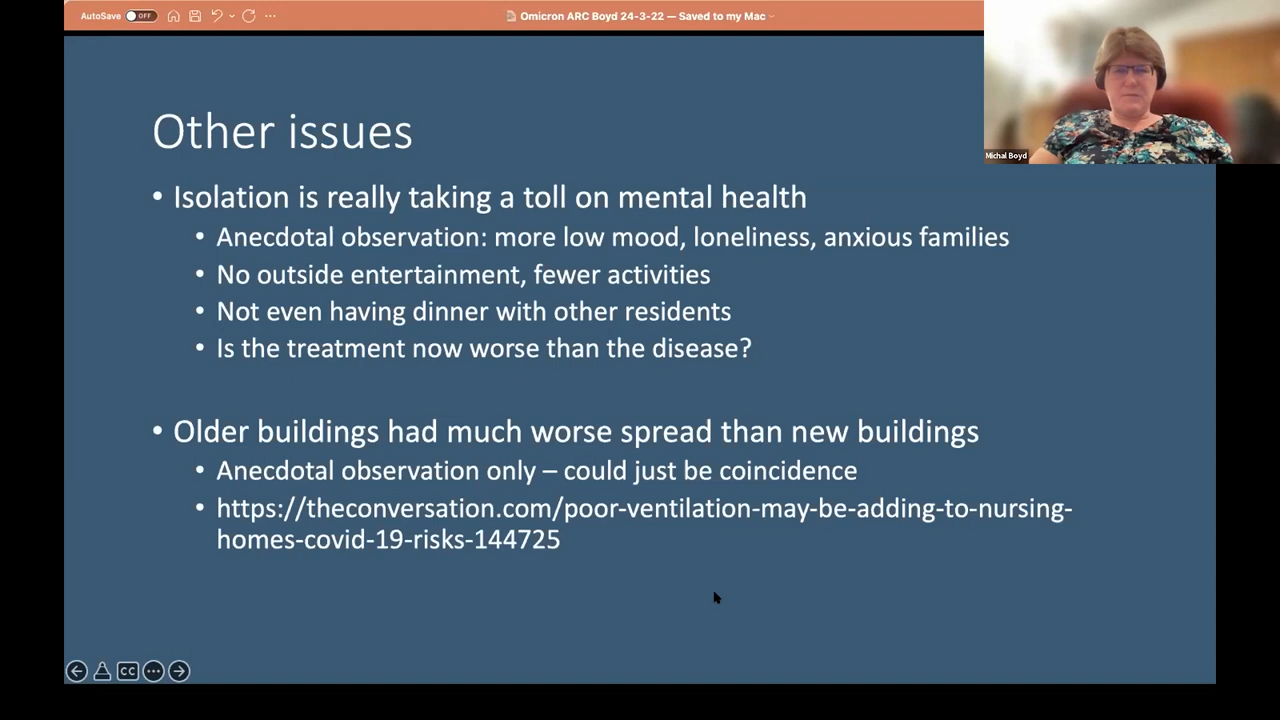 AutoSave OFF
Omicron ARC Boyd 24-3-22 — Saved to my Mac
Michal Boyd
Other issues
• Isolation is really taking a toll on mental health
• Anecdotal observation: more low mood, loneliness, anxious families
• No outside entertainment, fewer activities
• Not even having dinner with other residents
• Is the treatment now worse than the disease?
• Older buildings had much worse spread than new buildings
• Anecdotal observation only – could just be coincidence
• https://theconversation.com/poor-ventilation-may-be-adding-to-nursing-
homes-covid-19-risks-144725
CC